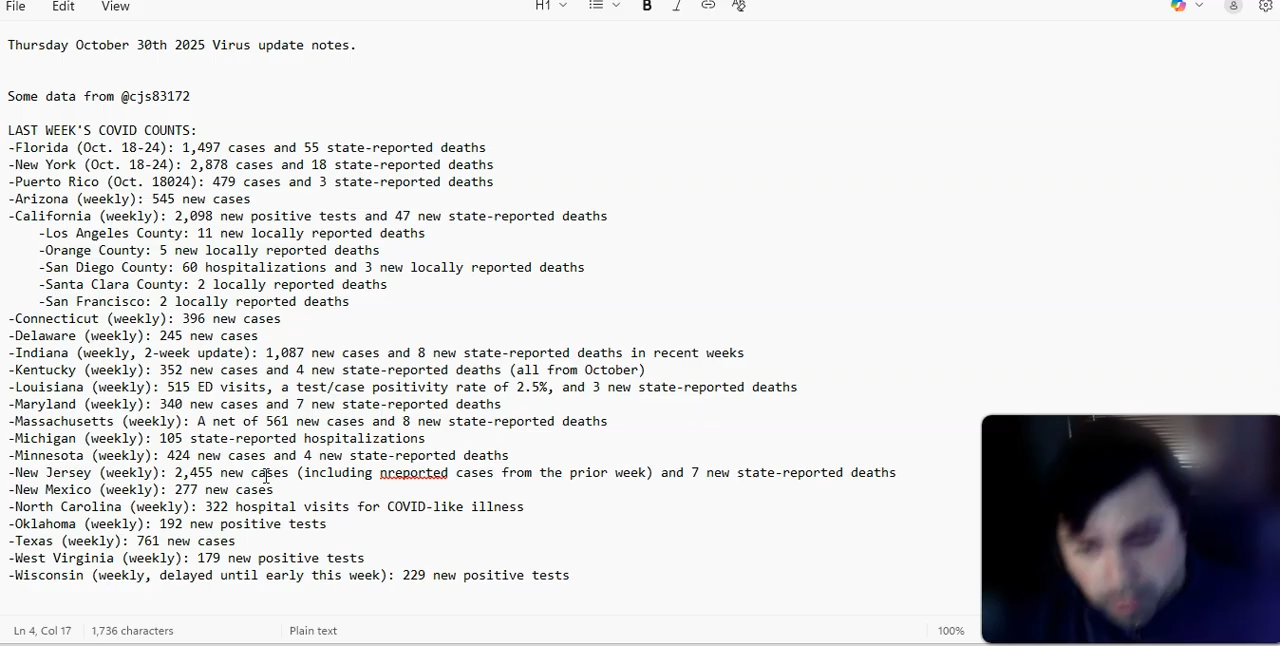 File Edit View H1 B I
Thursday October 30th 2025 Virus update notes.
Some data from @cjs83172
LAST WEEK'S COVID COUNTS:
-Florida (Oct. 18-24): 1,497 cases and 55 state-reported deaths
-New York (Oct. 18-24): 2,878 cases and 18 state-reported deaths
-Puerto Rico (Oct. 18024): 479 cases and 3 state-reported deaths
-Arizona (weekly): 545 new cases
-California (weekly): 2,098 new positive tests and 47 new state-reported deaths
-Los Angeles County: 11 new locally reported deaths
-Orange County: 5 new locally reported deaths
-San Diego County: 60 hospitalizations and 3 new locally reported deaths
-Santa Clara County: 2 locally reported deaths
-San Francisco: 2 locally reported deaths
-Connecticut (weekly): 396 new cases
-Delaware (weekly): 245 new cases
-Indiana (weekly, 2-week update): 1,087 new cases and 8 new state-reported deaths in recent weeks
-Kentucky (weekly): 352 new cases and 4 new state-reported deaths (all from October)
-Louisiana (weekly): 515 ED visits, a test/case positivity rate of 2.5%, and 3 new state-reported deaths
-Maryland (weekly): 340 new cases and 7 new state-reported deaths
-Massachusetts (weekly): A net of 561 new cases and 8 new state-reported deaths
-Michigan (weekly): 105 state-reported hospitalizations
-Minnesota (weekly): 424 new cases and 4 new state-reported deaths
-New Jersey (weekly): 2,455 new cases (including nreported cases from the prior week) and 7 new state-reported deaths
-New Mexico (weekly): 277 new cases
-North Carolina (weekly): 322 hospital visits for COVID-like illness
-Oklahoma (weekly): 192 new positive tests
-Texas (weekly): 761 new cases
-West Virginia (weekly): 179 new positive tests
-Wisconsin (weekly, delayed until early this week): 229 new positive tests
Ln 4, Col 17 1,736 characters Plain text 100%